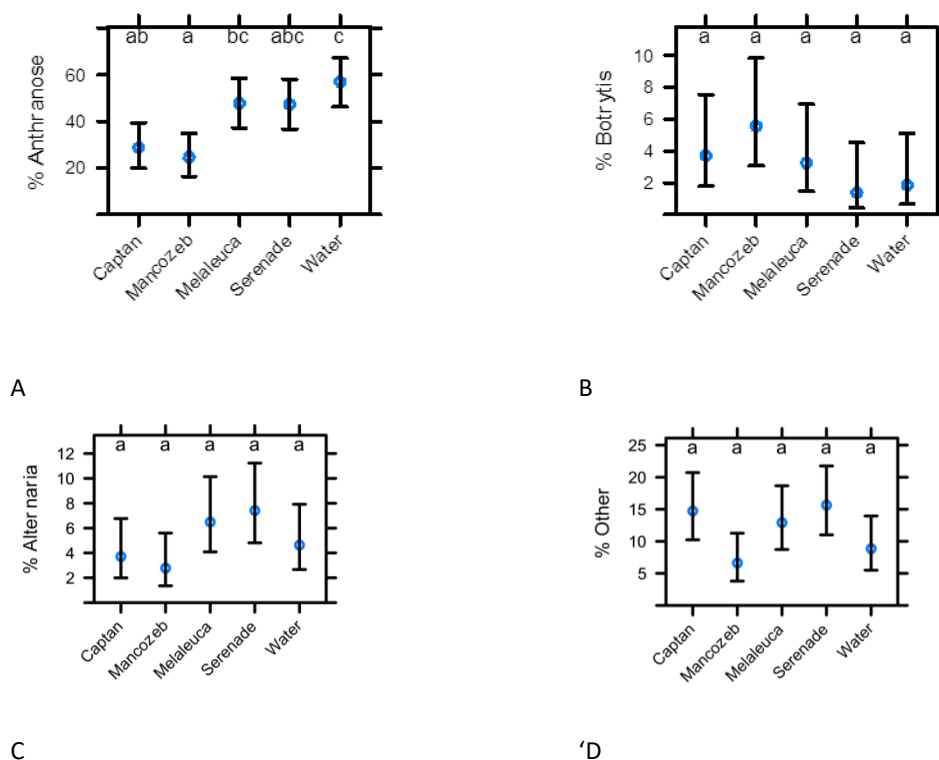 ab a bc abc c
60
40
20
% Anthranose
Captan
Mancozeb
Melaleuca
Serenade
Water
A
a a a a a
10
8
6
4
2
% Botrytis
Captan
Mancozeb
Melaleuca
Serenade
Water
B
a a a a a
12
10
8
6
4
2
% Alternaria
Captan
Mancozeb
Melaleuca
Serenade
Water
C
a a a a a
25
20
15
10
5
% Other
Captan
Mancozeb
Melaleuca
Serenade
Water
‘D